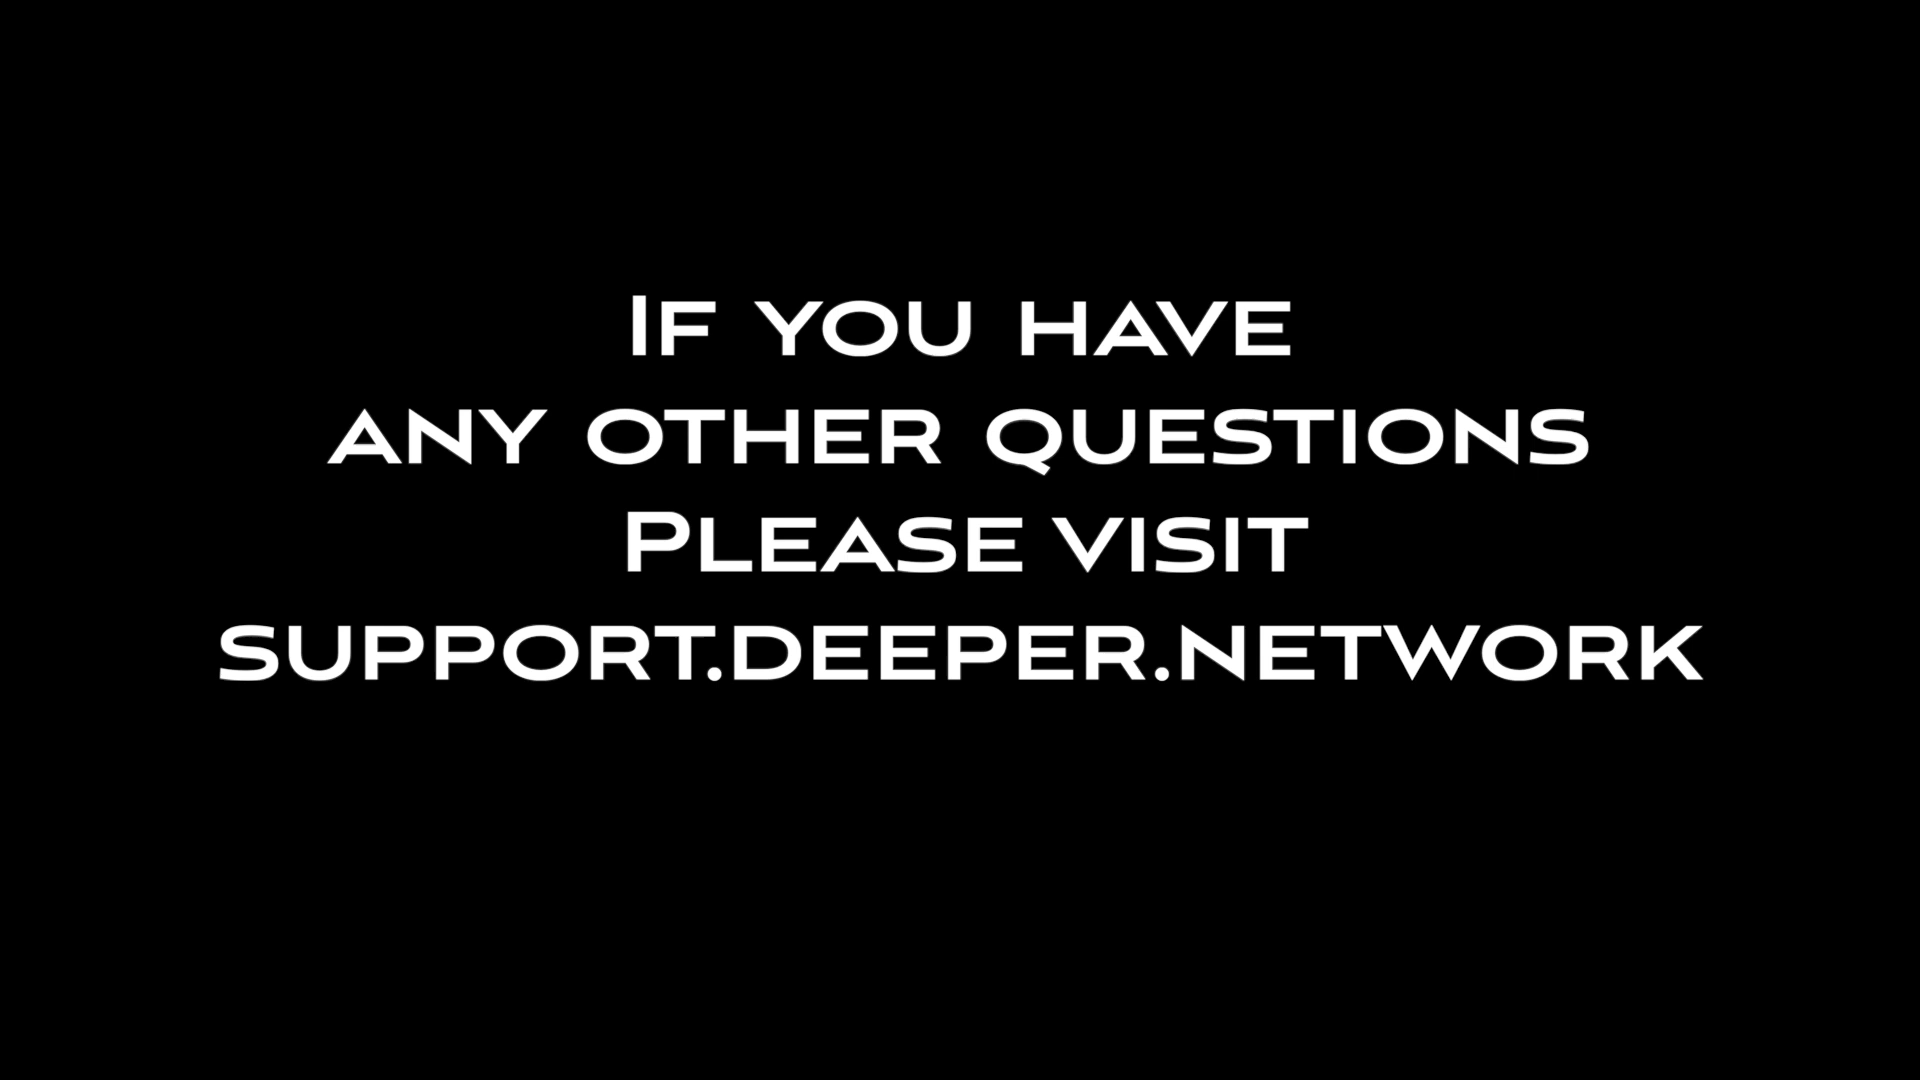 If you have
any other questions
Please visit
support.deeper.network